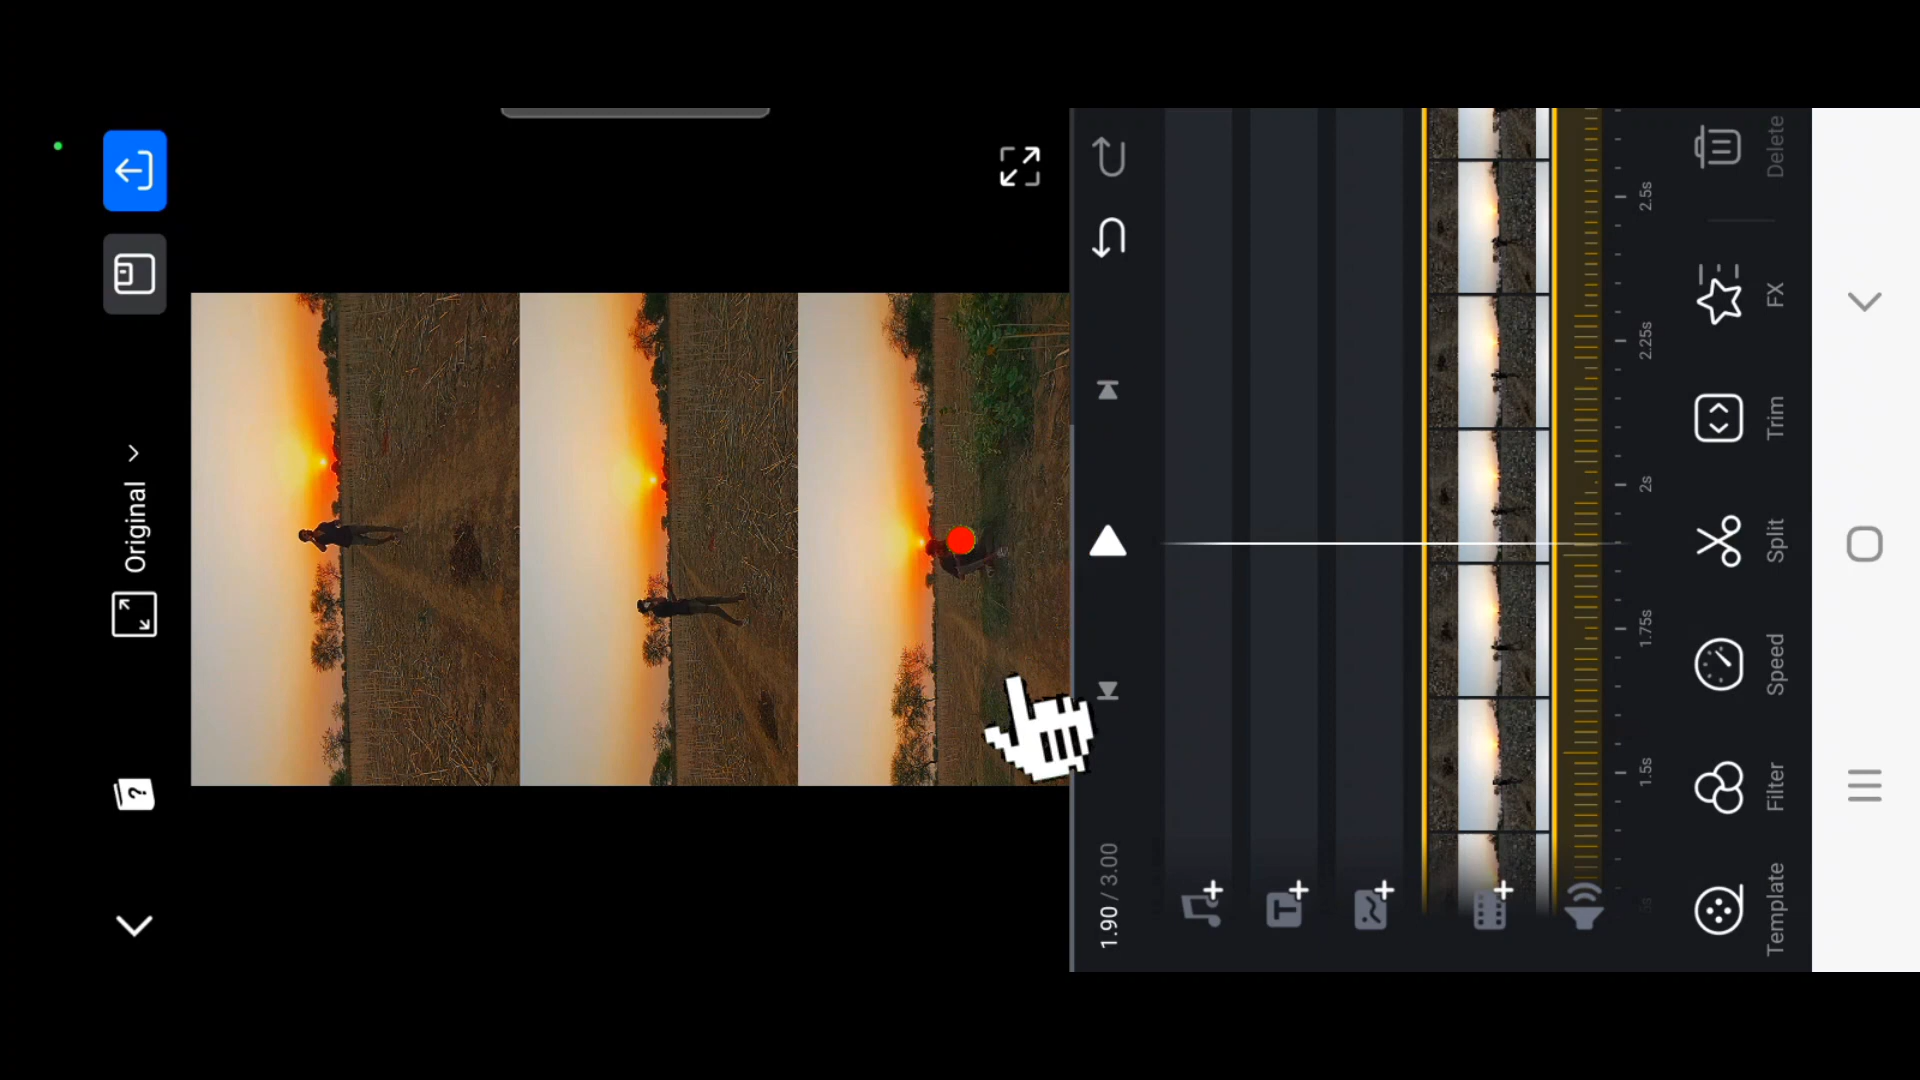 Original
?
1.90 / 3.00
T
1.5s
1.75s
2s
2.25s
2.5s
Template
Filter
Speed
Split
Trim
FX
Delete